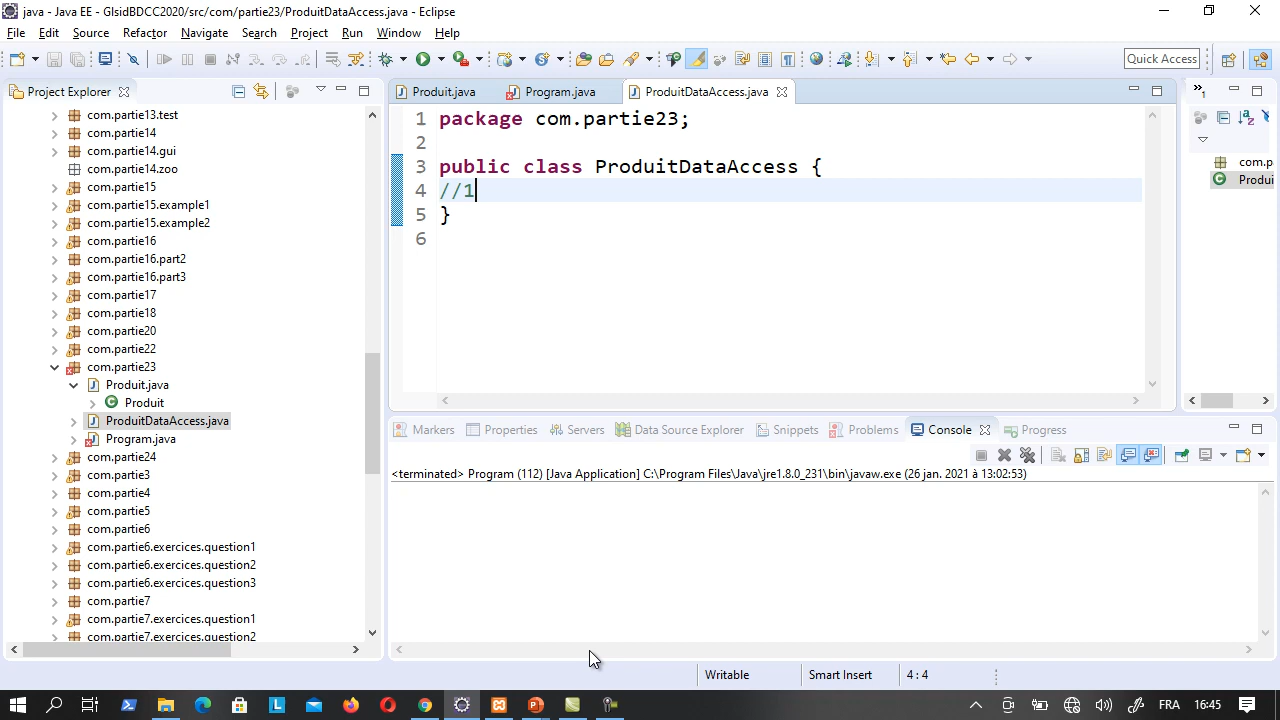 java - Java EE - GlsidBDCC2020/src/com/partie23/ProduitDataAccess.java - Eclipse
File Edit Source Refactor Navigate Search Project Run Window Help
Quick Access
Project Explorer
com.partie13.test
com.partie14
com.partie14.gui
com.partie14.zoo
com.partie15
com.partie15.example1
com.partie15.example2
com.partie16
com.partie16.part2
com.partie16.part3
com.partie17
com.partie18
com.partie20
com.partie22
com.partie23
Produit.java
Produit
ProduitDataAccess.java
Program.java
com.partie24
com.partie3
com.partie4
com.partie5
com.partie6
com.partie6.exercices.question1
com.partie6.exercices.question2
com.partie6.exercices.question3
com.partie7
com.partie7.exercices.question1
com.partie7.exercices.question2
Produit.java Program.java ProduitDataAccess.java
1 package com.partie23;
2
3 public class ProduitDataAccess {
4 //1
5 }
6
com.p
Produi
Markers Properties Servers Data Source Explorer Snippets Problems Console Progress
<terminated> Program (112) [Java Application] C:\Program Files\Java\jre1.8.0_231\bin\javaw.exe (26 jan. 2021 à 13:02:53)
Writable Smart Insert 4 : 4
FRA 16:45